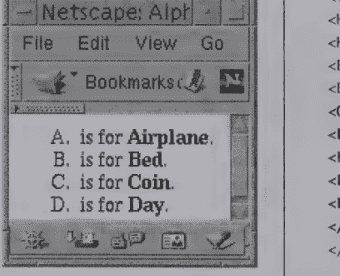 Netscape: Alph
File Edit View Go
Bookmarks
N
A. is for Airplane.
B. is for Bed.
C. is for Coin.
D. is for Day.